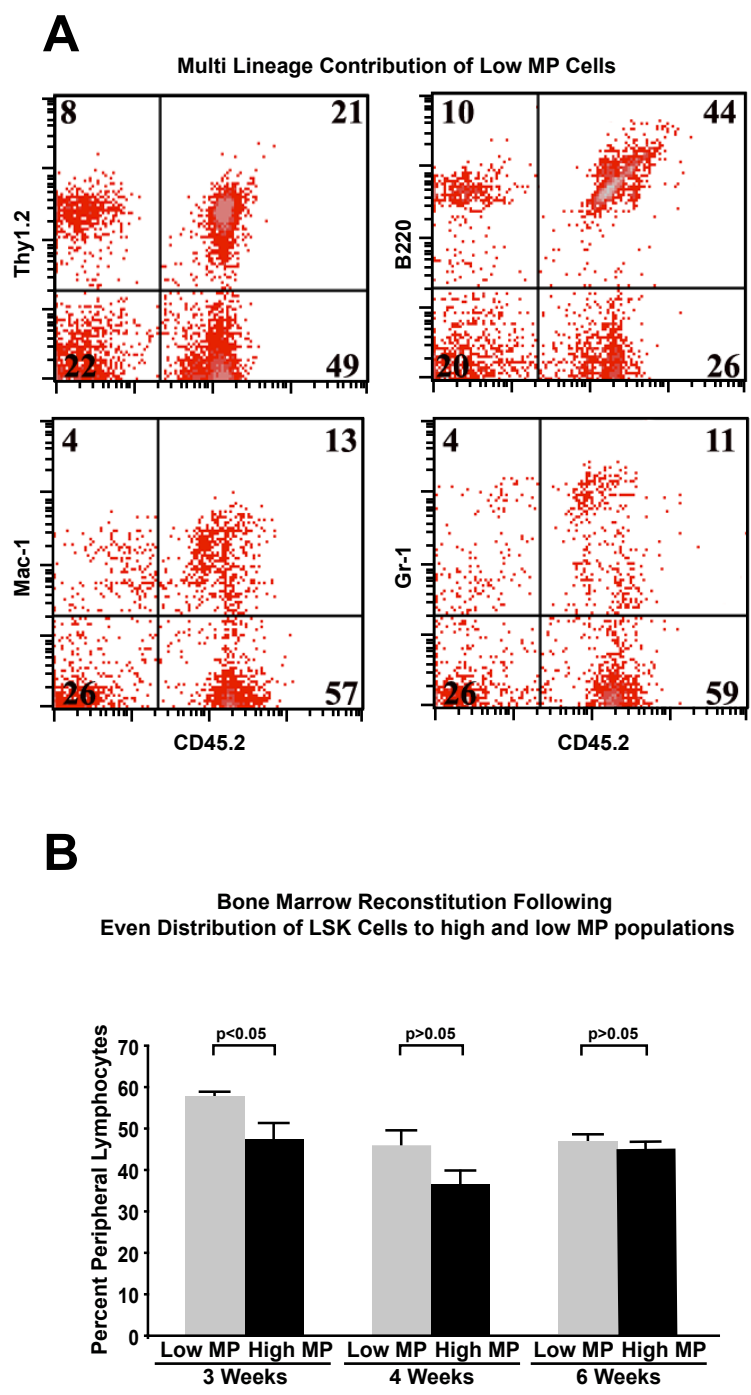 A
Multi Lineage Contribution of Low MP Cells
8 21
Thy1.2
22 49
10 44
B220
20 26
4 13
Mac-1
26 57
CD45.2
4 11
Gr-1
26 59
CD45.2
B
Bone Marrow Reconstitution Following
Even Distribution of LSK Cells to high and low MP populations
Percent Peripheral Lymphocytes
70
60
50
40
30
20
10
0
p<0.05 p>0.05 p>0.05
Low MP High MP Low MP High MP Low MP High MP
3 Weeks 4 Weeks 6 Weeks